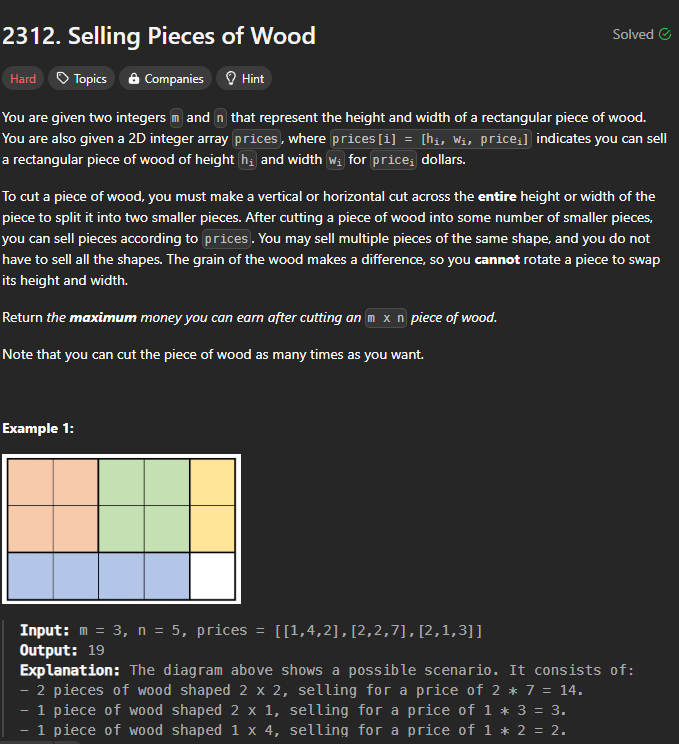 2312. Selling Pieces of Wood
Solved
Hard Topics Companies Hint
You are given two integers m and n that represent the height and width of a rectangular piece of wood.
You are also given a 2D integer array prices, where prices[i] = [hᵢ, wᵢ, priceᵢ] indicates you can sell
a rectangular piece of wood of height hᵢ and width wᵢ for priceᵢ dollars.
To cut a piece of wood, you must make a vertical or horizontal cut across the entire height or width of the
piece to split it into two smaller pieces. After cutting a piece of wood into some number of smaller pieces,
you can sell pieces according to prices. You may sell multiple pieces of the same shape, and you do not
have to sell all the shapes. The grain of the wood makes a difference, so you cannot rotate a piece to swap
its height and width.
Return the maximum money you can earn after cutting an m x n piece of wood.
Note that you can cut the piece of wood as many times as you want.
Example 1:
Input: m = 3, n = 5, prices = [[1,4,2],[2,2,7],[2,1,3]]
Output: 19
Explanation: The diagram above shows a possible scenario. It consists of:
- 2 pieces of wood shaped 2 x 2, selling for a price of 2 * 7 = 14.
- 1 piece of wood shaped 2 x 1, selling for a price of 1 * 3 = 3.
- 1 piece of wood shaped 1 x 4, selling for a price of 1 * 2 = 2.